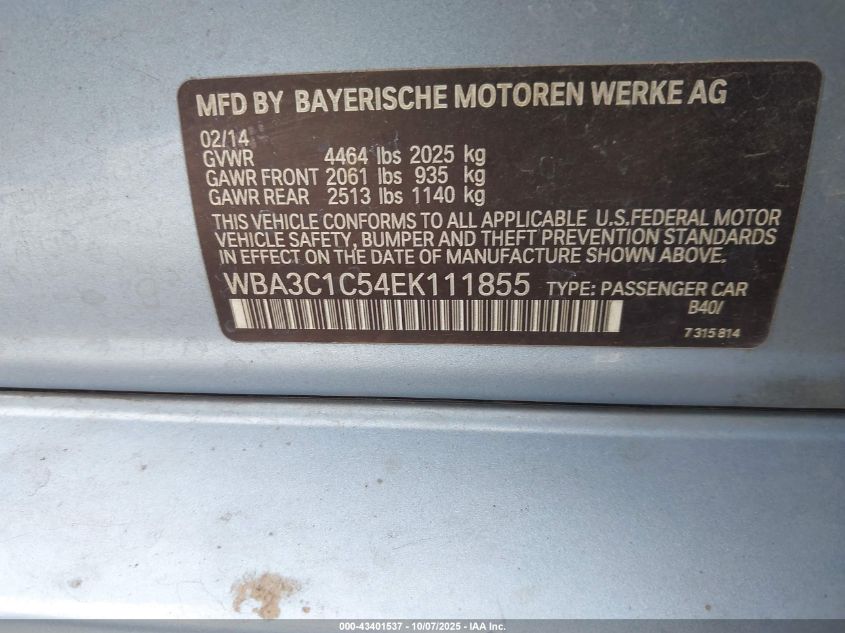 MFD BY BAYERISCHE MOTOREN WERKE AG
02/14
GVWR 4464 lbs 2025 kg
GAWR FRONT 2061 lbs 935 kg
GAWR REAR 2513 lbs 1140 kg
THIS VEHICLE CONFORMS TO ALL APPLICABLE U.S.FEDERAL MOTOR
VEHICLE SAFETY, BUMPER AND THEFT PREVENTION STANDARDS
IN EFFECT ON THE DATE OF MANUFACTURE SHOWN ABOVE.
WBA3C1C54EK111855 TYPE: PASSENGER CAR
B40/
7 315 814
000-43401537 - 10/07/2025 - IAA Inc.